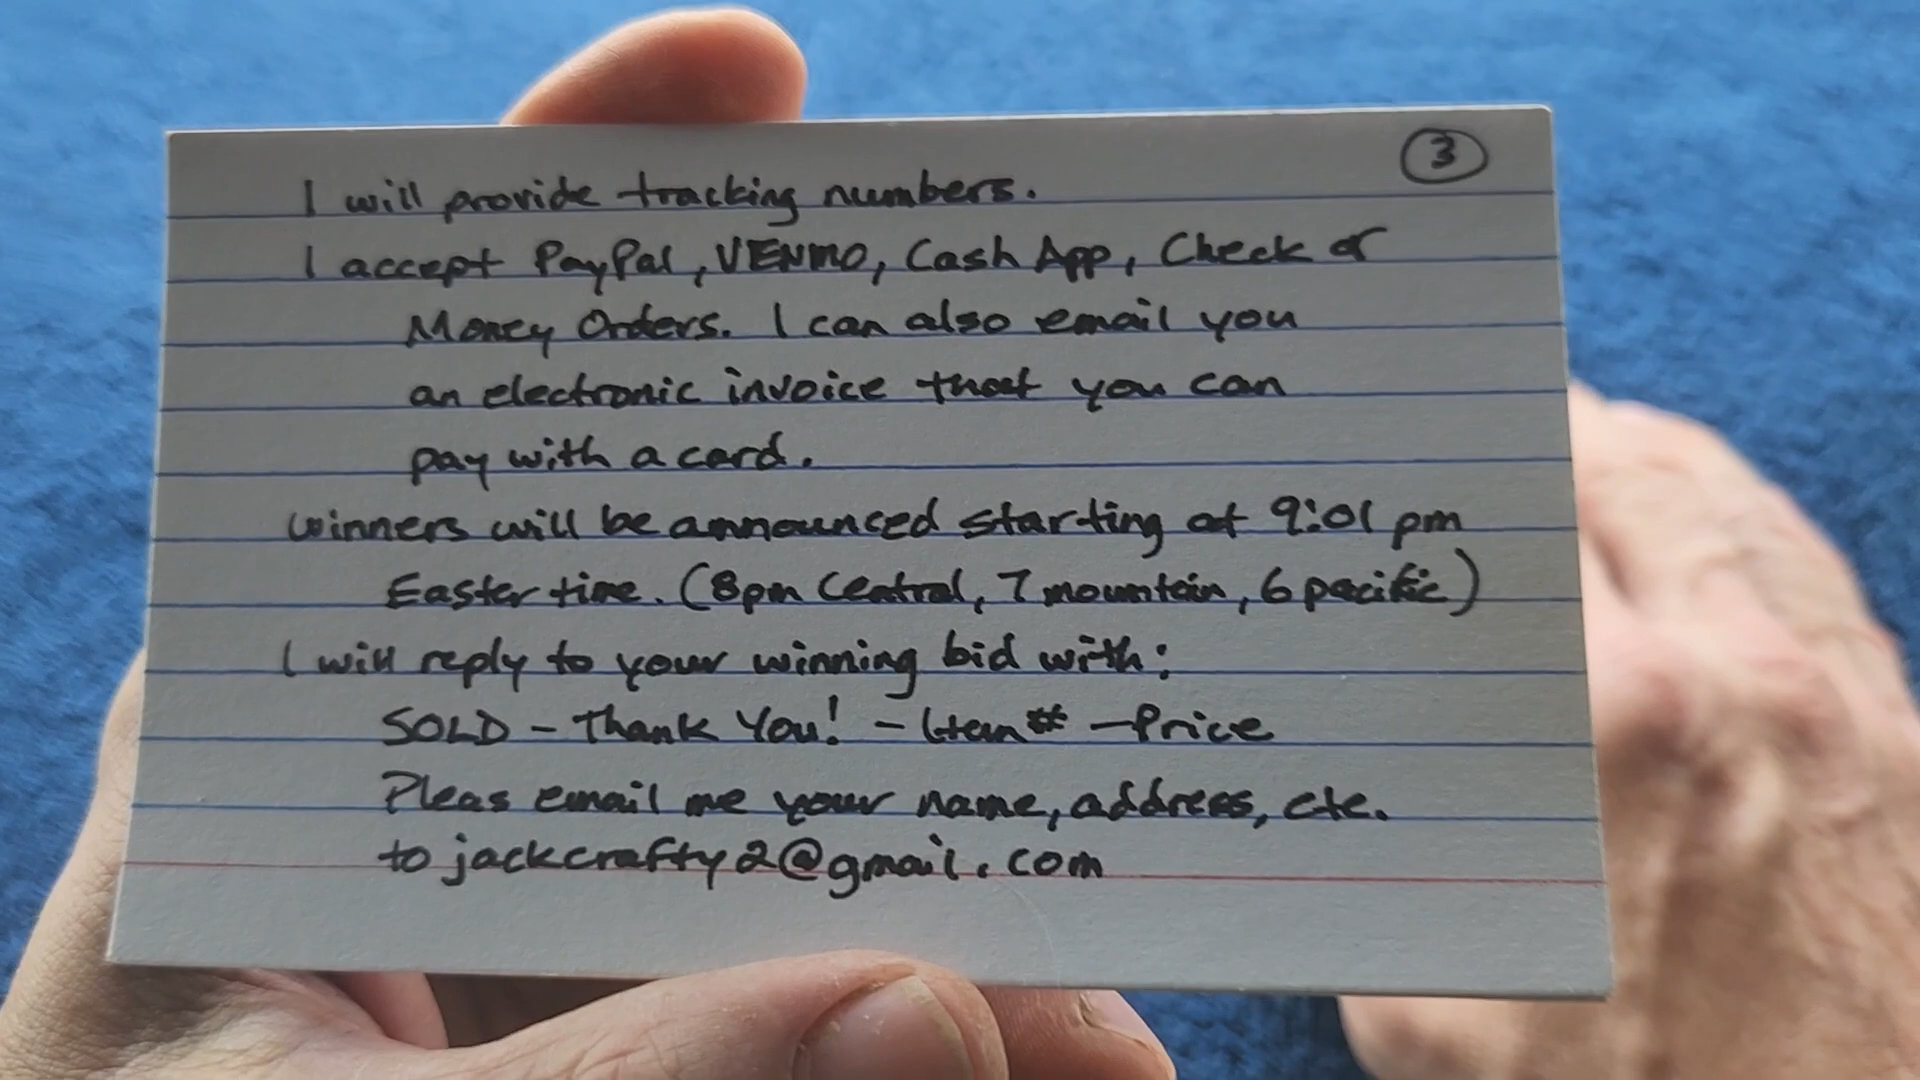 3
I will provide tracking numbers.
I accept PayPal, VENMO, Cash App, Check or
Money Orders. I can also email you
an electronic invoice that you can
pay with a card.
winners will be announced starting at 9:01 pm
Easter time. (8pm Central, 7 mountain, 6 pacific)
I will reply to your winning bid with:
SOLD - Thank You! - Item # - Price
Pleas email me your name, address, etc.
to jackcrafty2@gmail.com